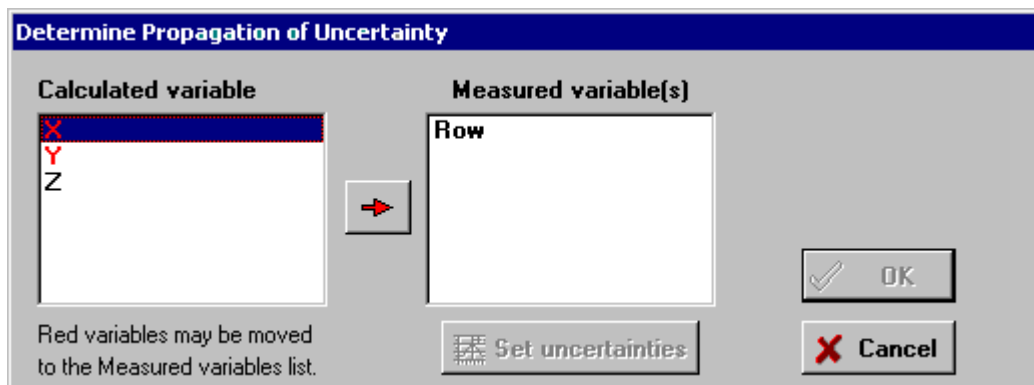 Determine Propagation of Uncertainty
Calculated variable
Measured variable(s)
X
Y
Z
Row
OK
Red variables may be moved
to the Measured variables list.
Set uncertainties
Cancel